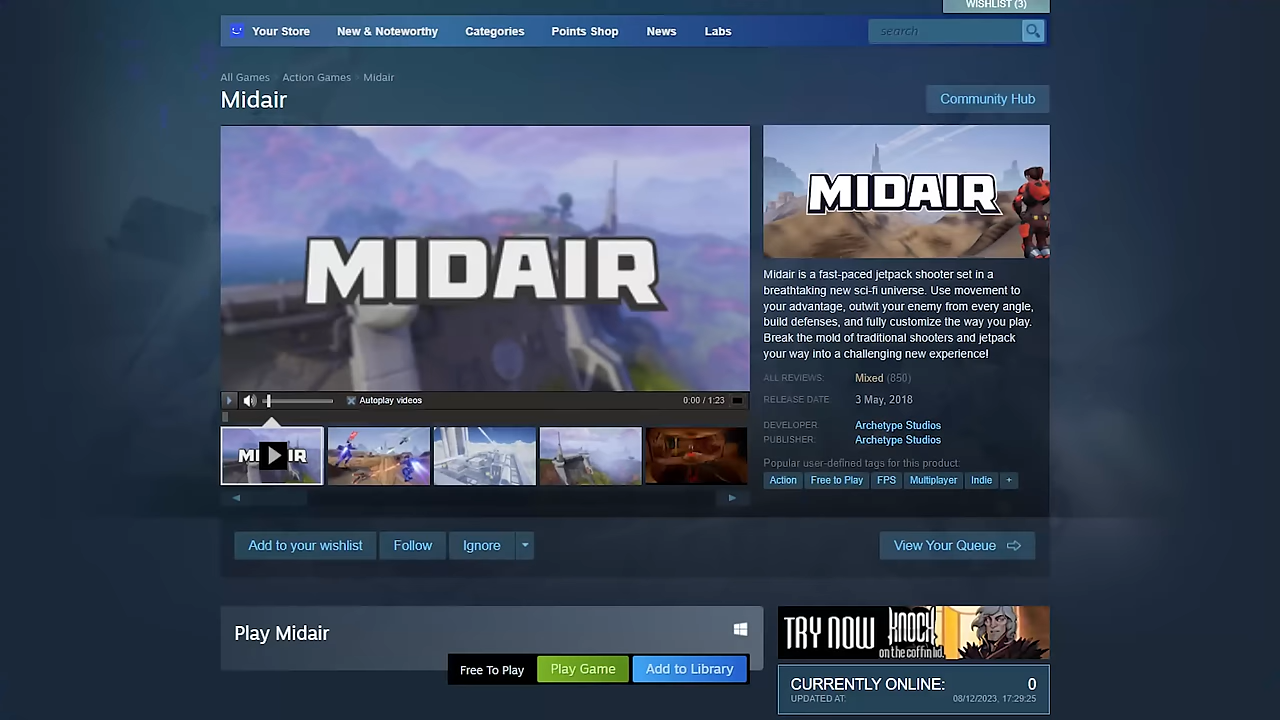 WISHLIST (3)
Your Store
New & Noteworthy
Categories
Points Shop
News
Labs
search
All Games > Action Games > Midair
Midair
Community Hub
MIDAIR
MIDAIR
Midair is a fast-paced jetpack shooter set in a
breathtaking new sci-fi universe. Use movement to
your advantage, outwit your enemy from every angle,
build defenses, and fully customize the way you play.
Break the mold of traditional shooters and jetpack
your way into a challenging new experience!
ALL REVIEWS: Mixed (850)
RELEASE DATE: 3 May, 2018
DEVELOPER: Archetype Studios
PUBLISHER: Archetype Studios
Popular user-defined tags for this product:
Action
Free to Play
FPS
Multiplayer
Indie
+
Autoplay videos
0:00 / 1:23
MIDAIR
Add to your wishlist
Follow
Ignore
View Your Queue
Play Midair
Free To Play
Play Game
Add to Library
TRY NOW
KNOCK
on the coffin lid
CURRENTLY ONLINE: 0
UPDATED AT: 08/12/2023, 17:29:25